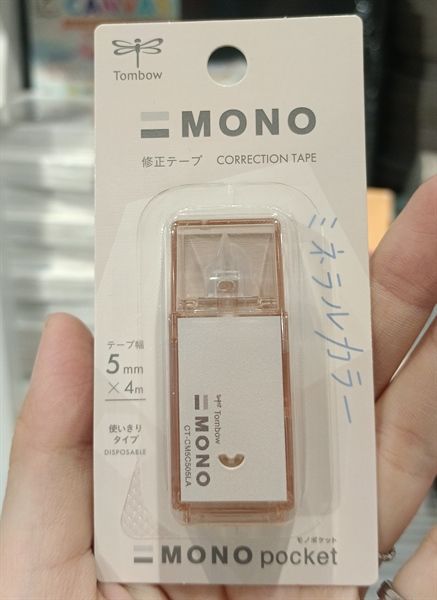 Tombow
MONO
修正テープ CORRECTION TAPE
ミネラルカラー
テープ幅
5mm
×4m
使いきり
タイプ
DISPOSABLE
Tombow
MONO
CT-CM5C505LA
モノポケット
MONO pocket